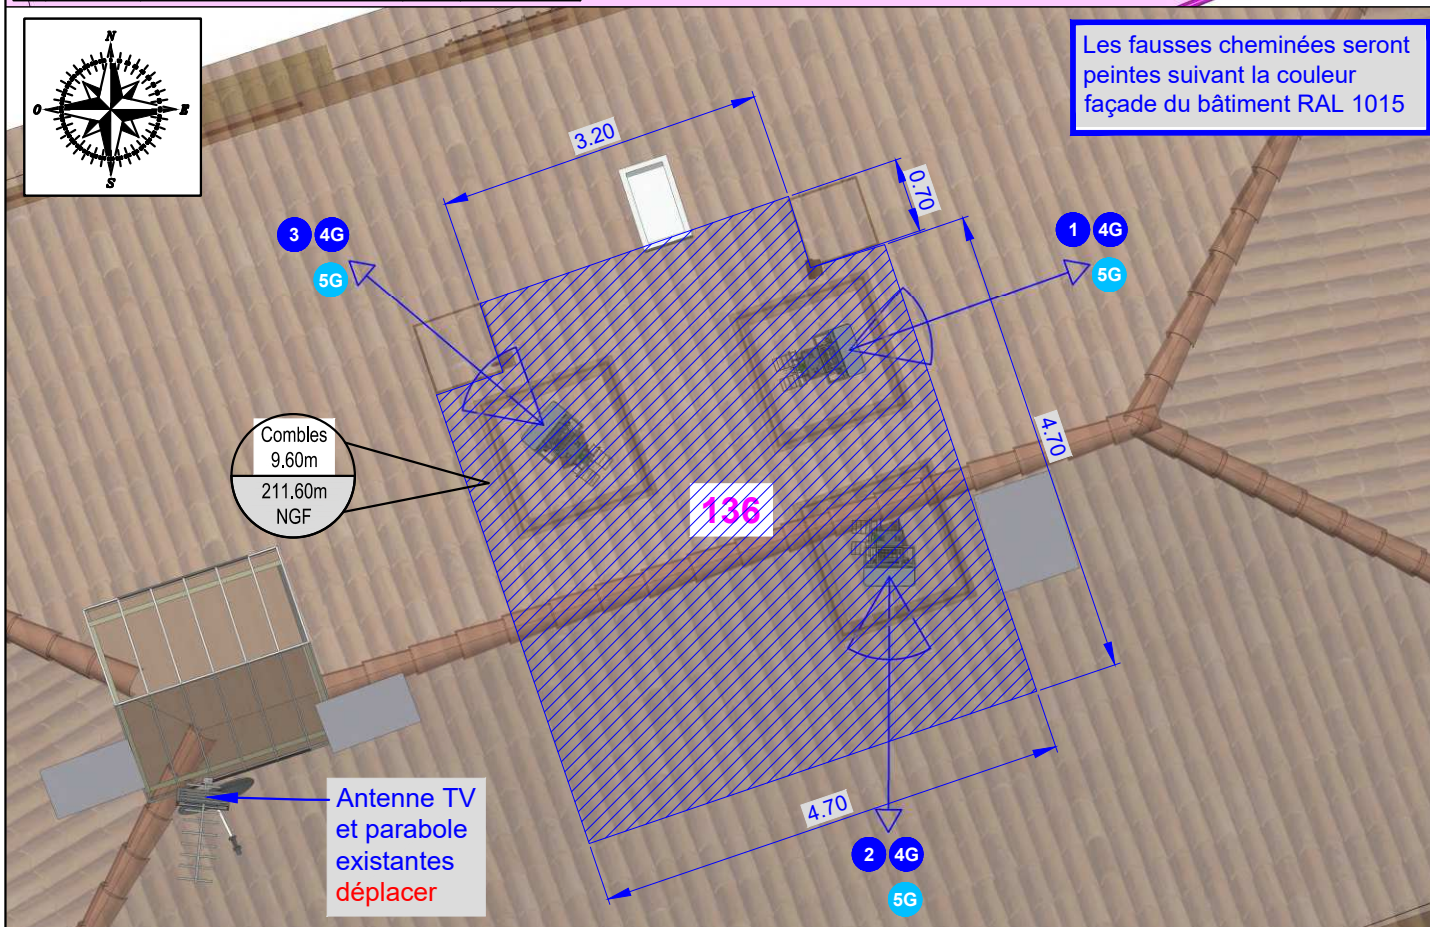 N
O
E
S
Les fausses cheminées seront
peintes suivant la couleur
façade du bâtiment RAL 1015
3.20
0.70
3 4G
5G
1 4G
5G
4.70
Combles
9.60m
211.60m
NGF
136
Antenne TV
et parabole
existantes
déplacer
4.70
2 4G
5G